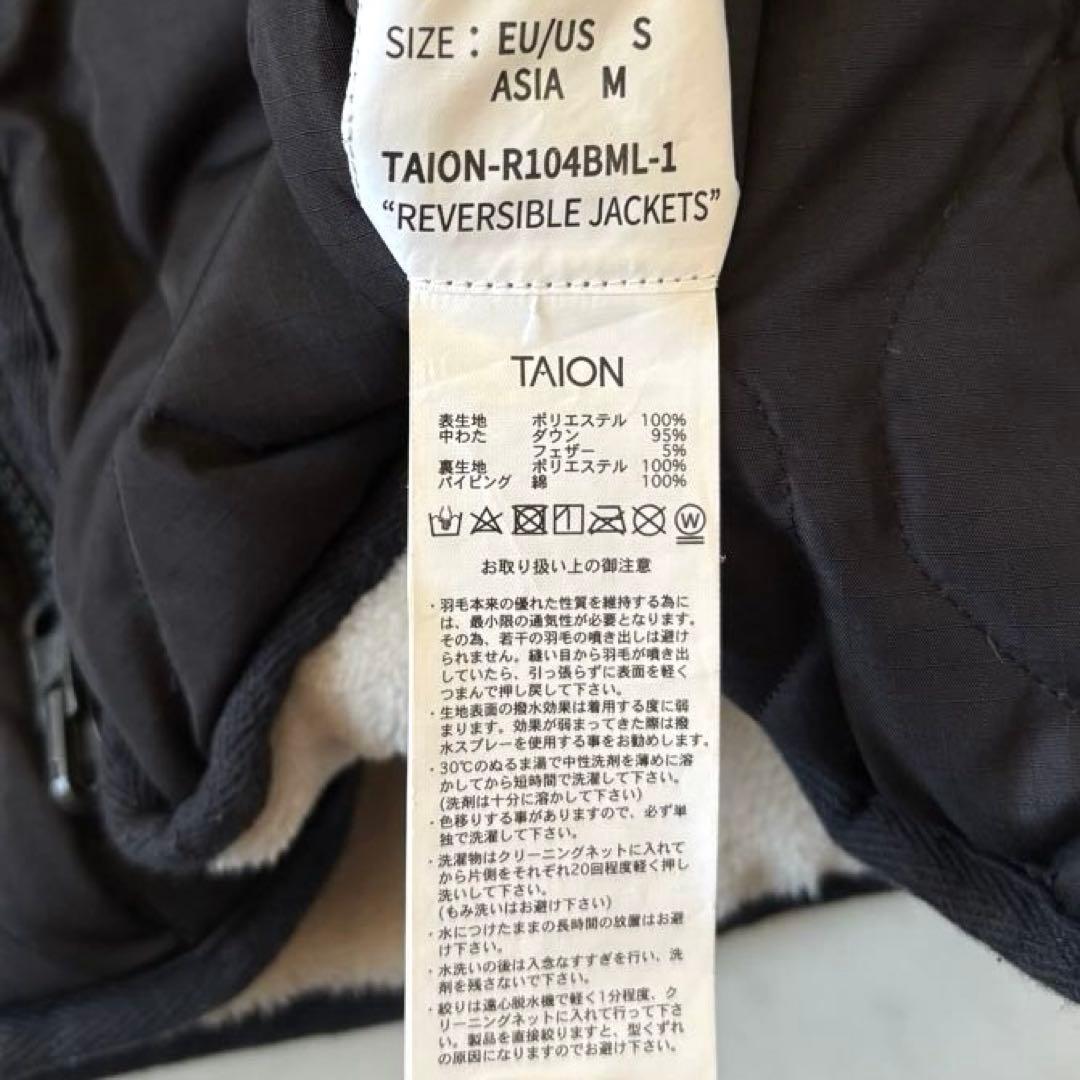 SIZE : EU/US S
ASIA M
TAION-R104BML-1
“REVERSIBLE JACKETS”
TAION
表生地 ポリエステル 100%
中わた ダウン 95%
フェザー 5%
裏生地 ポリエステル 100%
パイピング 綿 100%
W
お取り扱い上の御注意
・羽毛本来の優れた性質を維持する為に
は、最小限の通気性が必要となります。
その為、若干の羽毛の噴き出しは避け
られません。縫い目から羽毛が噴き出
していたら、引っ張らずに表面を軽く
つまんで押し戻して下さい。
・生地表面の撥水効果は着用する度に弱
まります。効果が弱まってきた際は撥
水スプレーを使用する事をお勧めします。
・30℃のぬるま湯で中性洗剤を薄めに溶
かしてから短時間で洗濯して下さい。
(洗剤は十分に溶かして下さい)
・色移りする事がありますので、必ず単
独で洗濯して下さい。
・洗濯物はクリーニングネットに入れて
から片側をそれぞれ20回程度軽く押し
洗いして下さい。
(もみ洗いはお避け下さい)
・水につけたままの長時間の放置はお避
け下さい。
・水洗いの後は入念なすすぎを行い、洗
剤を残さないで下さい。
・絞りは遠心脱水機で軽く1分程度、ク
リーニングネットに入れて行って下さ
い。製品を直接絞りますと、型くずれ
の原因になりますのでお避け下さい。